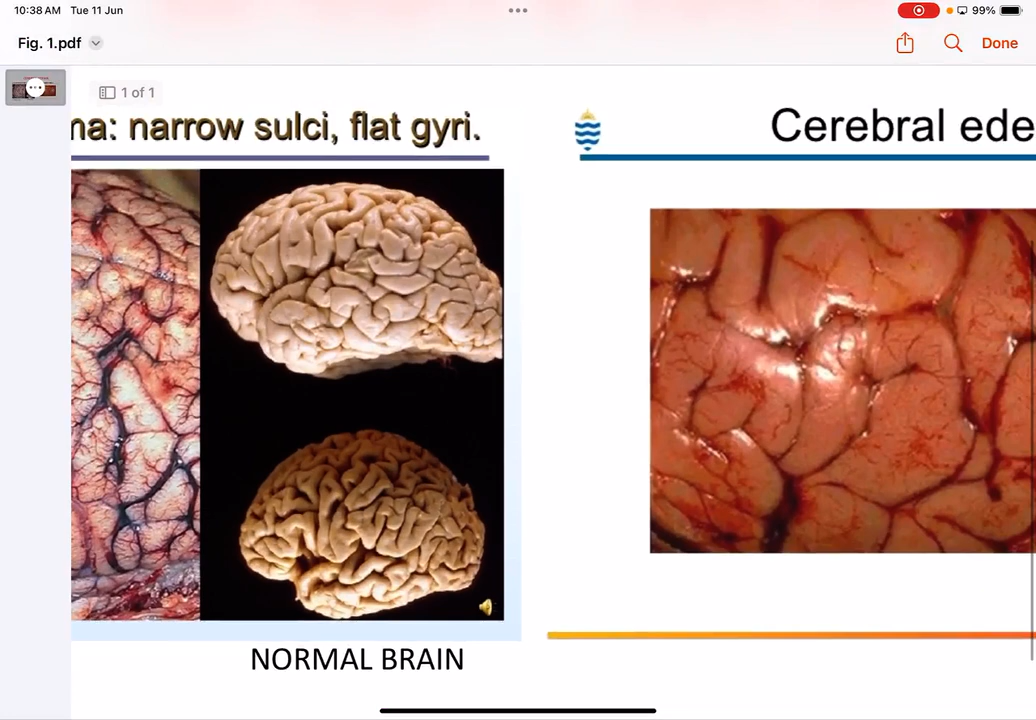 10:38 AM Tue 11 Jun
99%
Fig. 1.pdf
Done
1 of 1
ma: narrow sulci, flat gyri.
Cerebral ede
NORMAL BRAIN